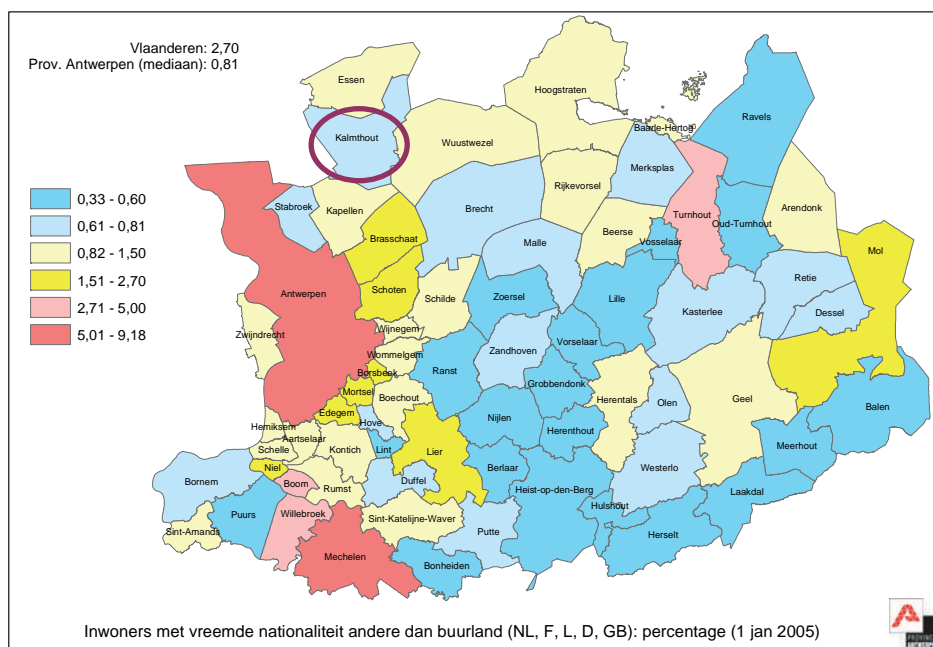 Vlaanderen: 2,70
Prov. Antwerpen (mediaan): 0,81
Essen
Hoogstraten
Kalmthout
Baarle-Hertog
Ravels
Wuustwezel
Merksplas
Rijkevorsel
0,33 - 0,60
0,61 - 0,81
0,82 - 1,50
1,51 - 2,70
2,71 - 5,00
5,01 - 9,18
Stabroek
Kapellen
Brecht
Turnhout
Arendonk
Oud-Turnhout
Beerse
Vosselaar
Brasschaat
Malle
Mol
Retie
Antwerpen
Schoten
Schilde
Zoersel
Lille
Kasterlee
Dessel
Zwijndrecht
Wijnegem
Wommelgem
Zandhoven
Vorselaar
Borsbeek
Ranst
Grobbendonk
Mortsel
Boechout
Herentals
Olen
Geel
Balen
Edegem
Hove
Nijlen
Herenthout
Hemiksem
Aartselaar
Schelle
Kontich
Lint
Lier
Meerhout
Niel
Berlaar
Westerlo
Bornem
Boom
Rumst
Duffel
Heist-op-den-Berg
Laakdal
Puurs
Willebroek
Sint-Katelijne-Waver
Hulshout
Sint-Amands
Putte
Herselt
Mechelen
Bonheiden
Inwoners met vreemde nationaliteit andere dan buurland (NL, F, L, D, GB): percentage (1 jan 2005)